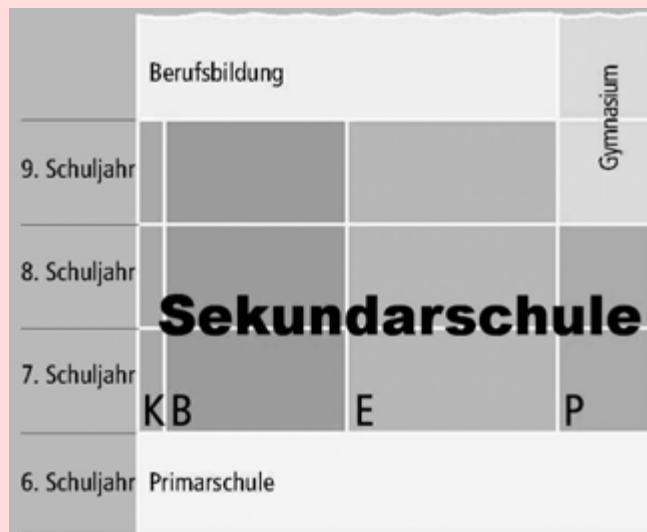 Berufsbildung
Gymnasium
9. Schuljahr
8. Schuljahr
Sekundarschule
7. Schuljahr
K B E P
6. Schuljahr Primarschule